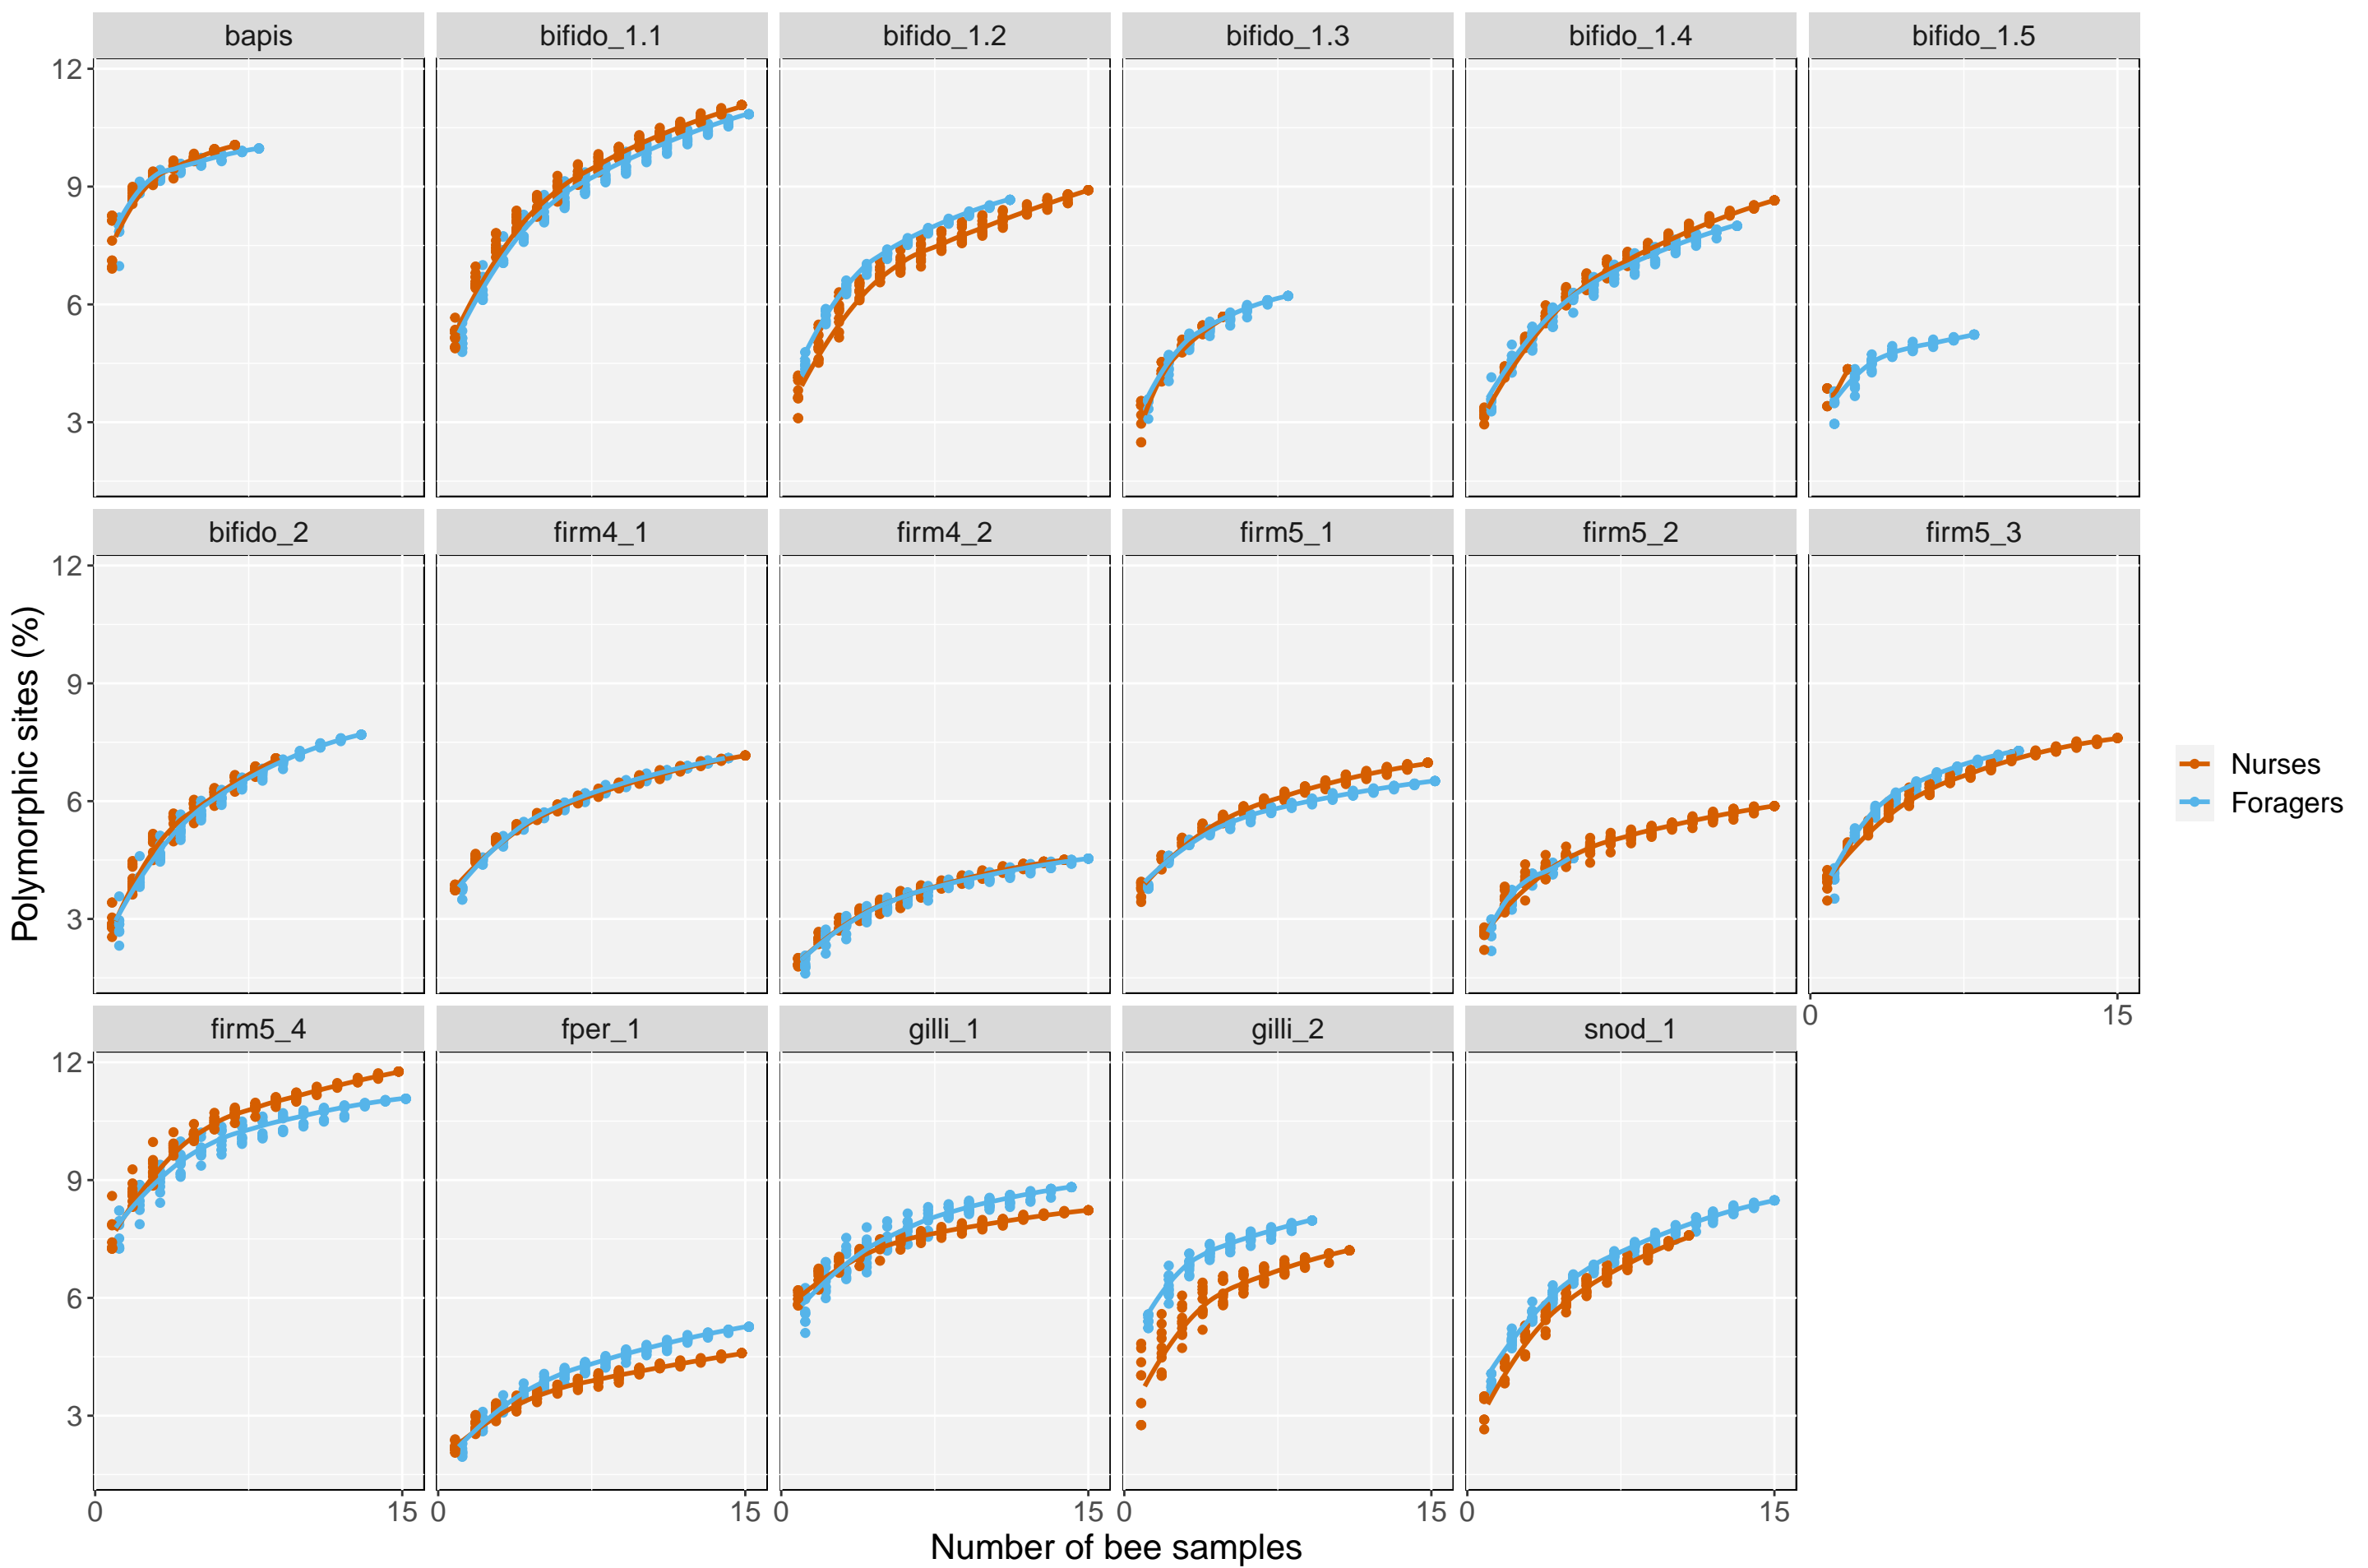 bapis bifido_1.1 bifido_1.2 bifido_1.3 bifido_1.4 bifido_1.5
12
9
6
3
bifido_2 firm4_1 firm4_2 firm5_1 firm5_2 firm5_3
12
9
6
3
Polymorphic sites (%)
Nurses
Foragers
0 15
firm5_4 fper_1 gilli_1 gilli_2 snod_1
12
9
6
3
0 15 0 15 0 15 0 15 0 15
Number of bee samples